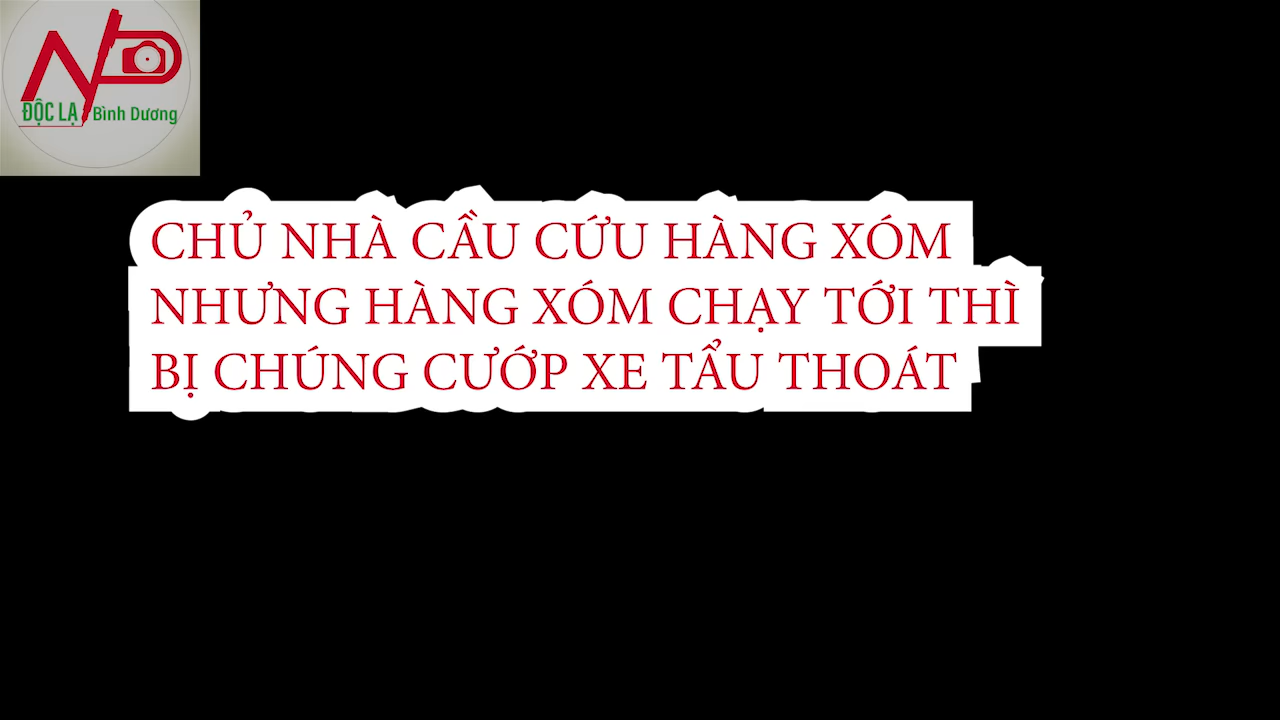 ĐỘC LẠ Bình Dương
CHỦ NHÀ CẦU CỨU HÀNG XÓM
NHƯNG HÀNG XÓM CHẠY TỚI THÌ
BỊ CHÚNG CƯỚP XE TẨU THOÁT